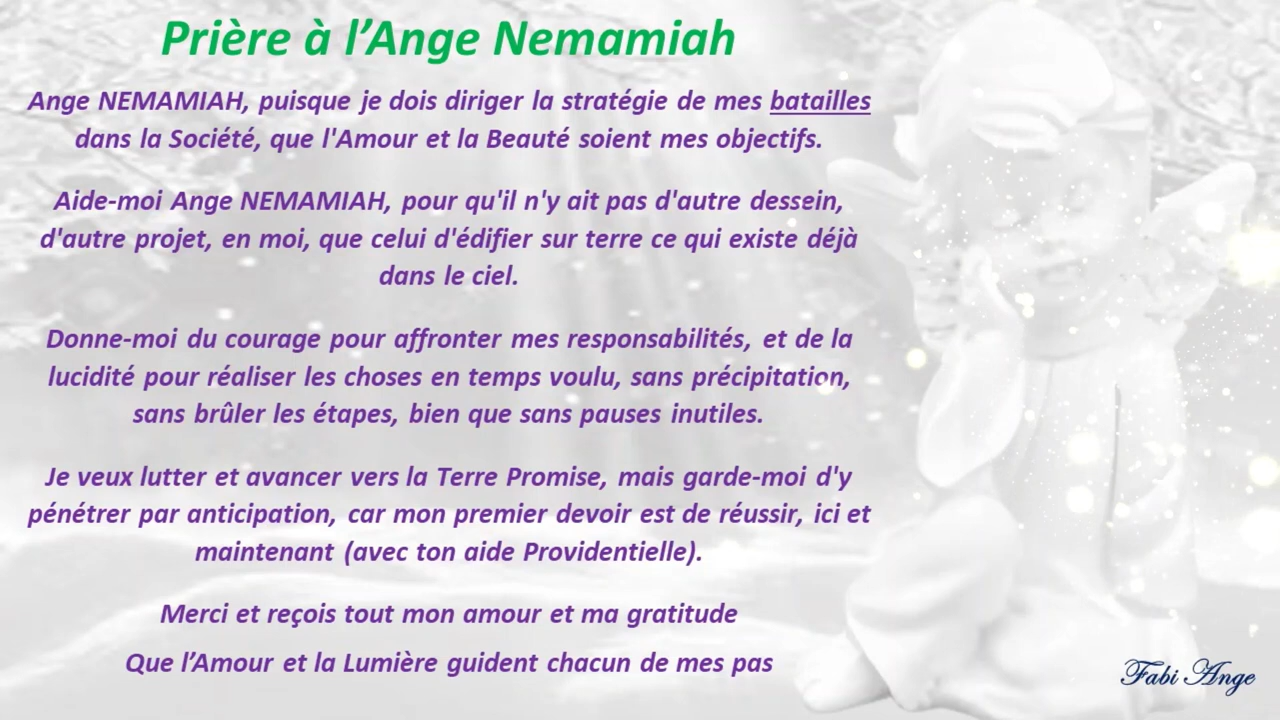 Prière à l’Ange Nemamiah
Ange NEMAMIAH, puisque je dois diriger la stratégie de mes batailles
dans la Société, que l'Amour et la Beauté soient mes objectifs.
Aide-moi Ange NEMAMIAH, pour qu'il n'y ait pas d'autre dessein,
d'autre projet, en moi, que celui d'édifier sur terre ce qui existe déjà
dans le ciel.
Donne-moi du courage pour affronter mes responsabilités, et de la
lucidité pour réaliser les choses en temps voulu, sans précipitation,
sans brûler les étapes, bien que sans pauses inutiles.
Je veux lutter et avancer vers la Terre Promise, mais garde-moi d'y
pénétrer par anticipation, car mon premier devoir est de réussir, ici et
maintenant (avec ton aide Providentielle).
Merci et reçois tout mon amour et ma gratitude
Que l’Amour et la Lumière guident chacun de mes pas
Fabi Ange